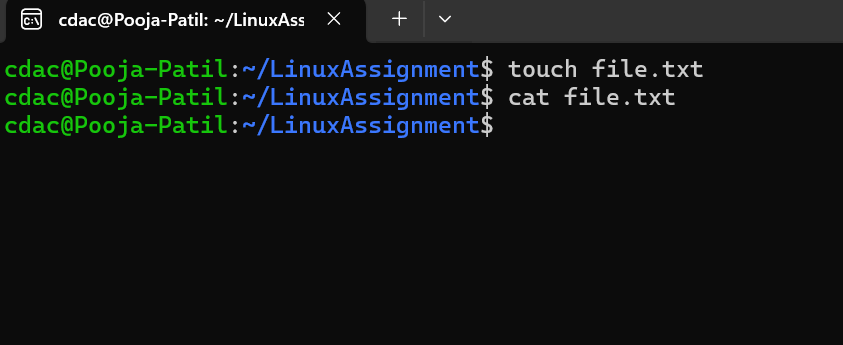 cdac@Pooja-Patil: ~/LinuxAss
cdac@Pooja-Patil:~/LinuxAssignment$ touch file.txt
cdac@Pooja-Patil:~/LinuxAssignment$ cat file.txt
cdac@Pooja-Patil:~/LinuxAssignment$